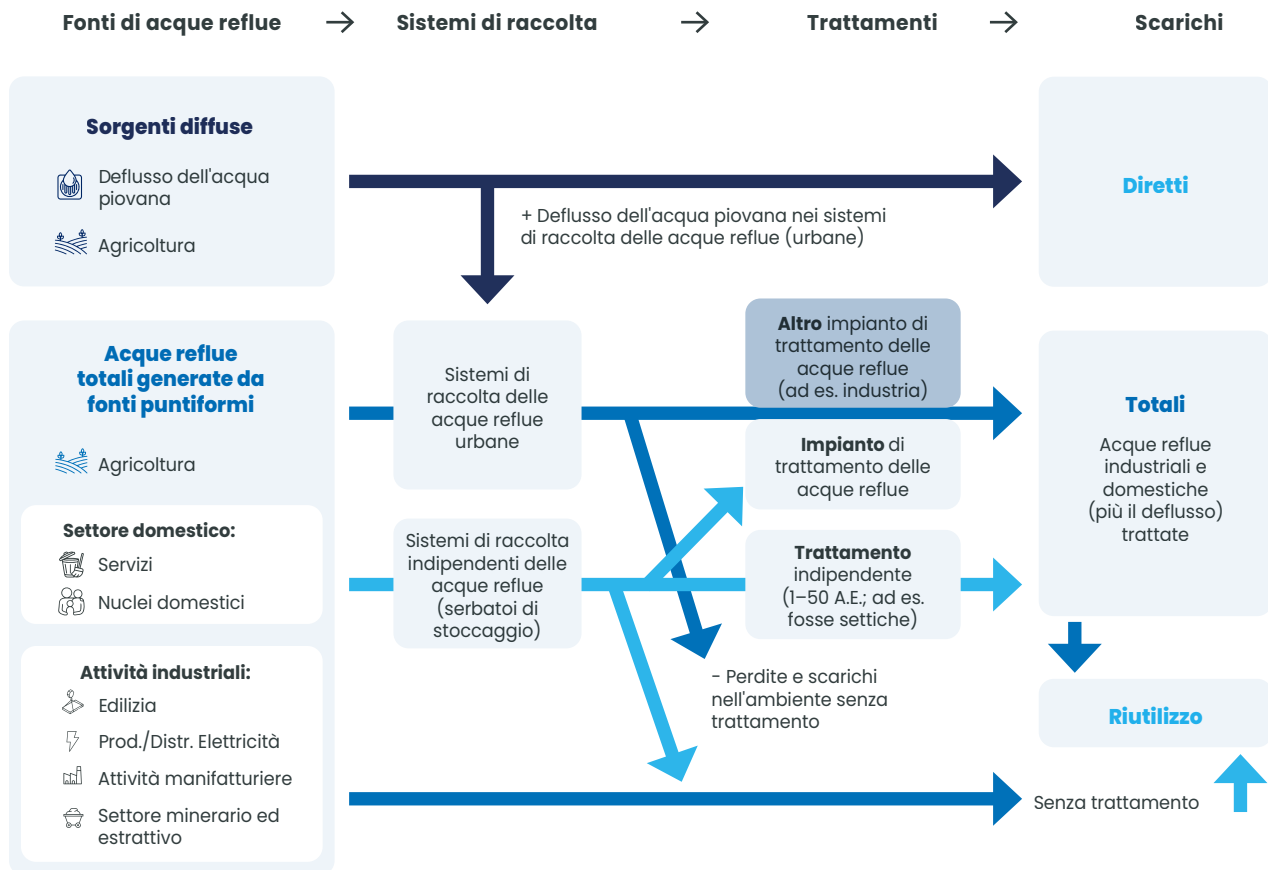 Fonti di acque reflue
Sistemi di raccolta
Trattamenti
Scarichi
Sorgenti diffuse
Deflusso dell'acqua
piovana
Agricoltura
+ Deflusso dell'acqua piovana nei sistemi
di raccolta delle acque reflue (urbane)
Diretti
Acque reflue
totali generate da
fonti puntiformi
Agricoltura
Settore domestico:
Servizi
Nuclei domestici
Attività industriali:
Edilizia
Prod./Distr. Elettricità
Attività manifatturiere
Settore minerario ed
estrattivo
Sistemi di
raccolta delle
acque reflue
urbane
Sistemi di raccolta
indipendenti delle
acque reflue
(serbatoi di
stoccaggio)
Altro impianto di
trattamento delle
acque reflue
(ad es. industria)
Impianto di
trattamento delle
acque reflue
Trattamento
indipendente
(1–50 A.E.; ad es.
fosse settiche)
- Perdite e scarichi
nell'ambiente senza
trattamento
Totali
Acque reflue
industriali e
domestiche
(più il deflusso)
trattate
Riutilizzo
Senza trattamento